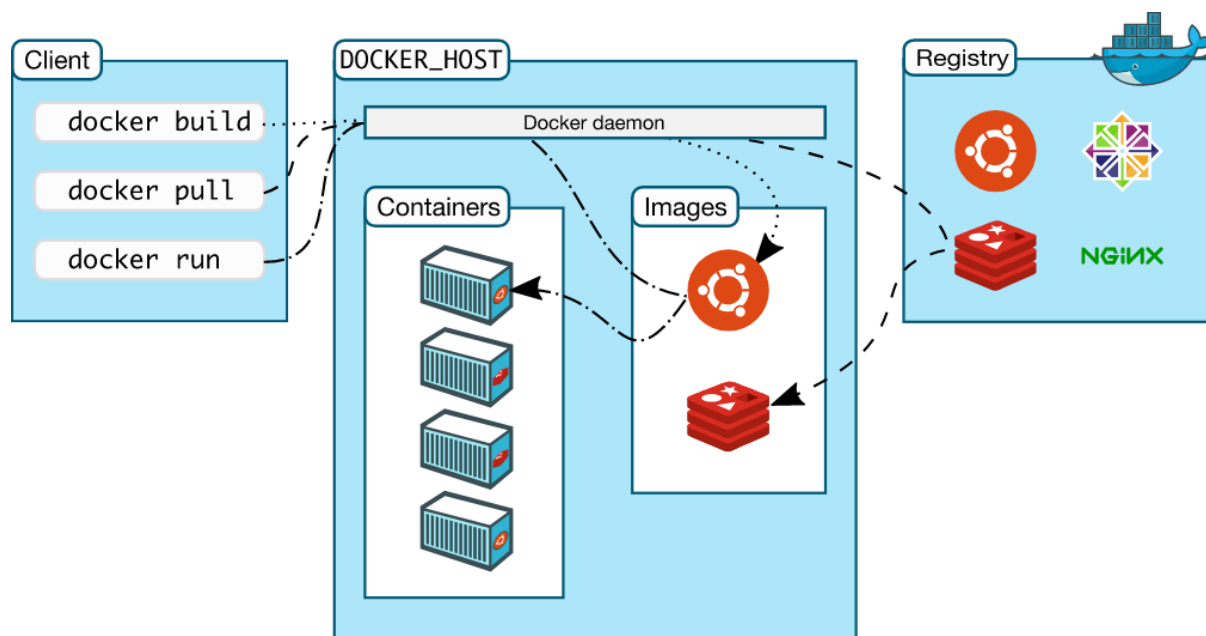 Client
docker build
docker pull
docker run
DOCKER_HOST
Docker daemon
Containers
Images
Registry
NGINX